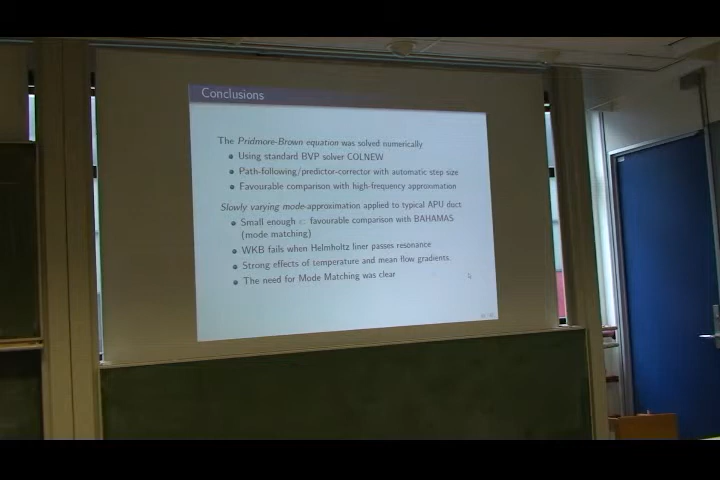 Conclusions
The Pridmore-Brown equation was solved numerically
Using standard BVP solver COLNEW
Path-following/predictor-corrector with automatic step size
Favourable comparison with high-frequency approximation
Slowly varying mode-approximation applied to typical APU duct
Small enough ε: favourable comparison with BAHAMAS
(mode matching)
WKB fails when Helmholtz liner passes resonance
Strong effects of temperature and mean flow gradients.
The need for Mode Matching was clear